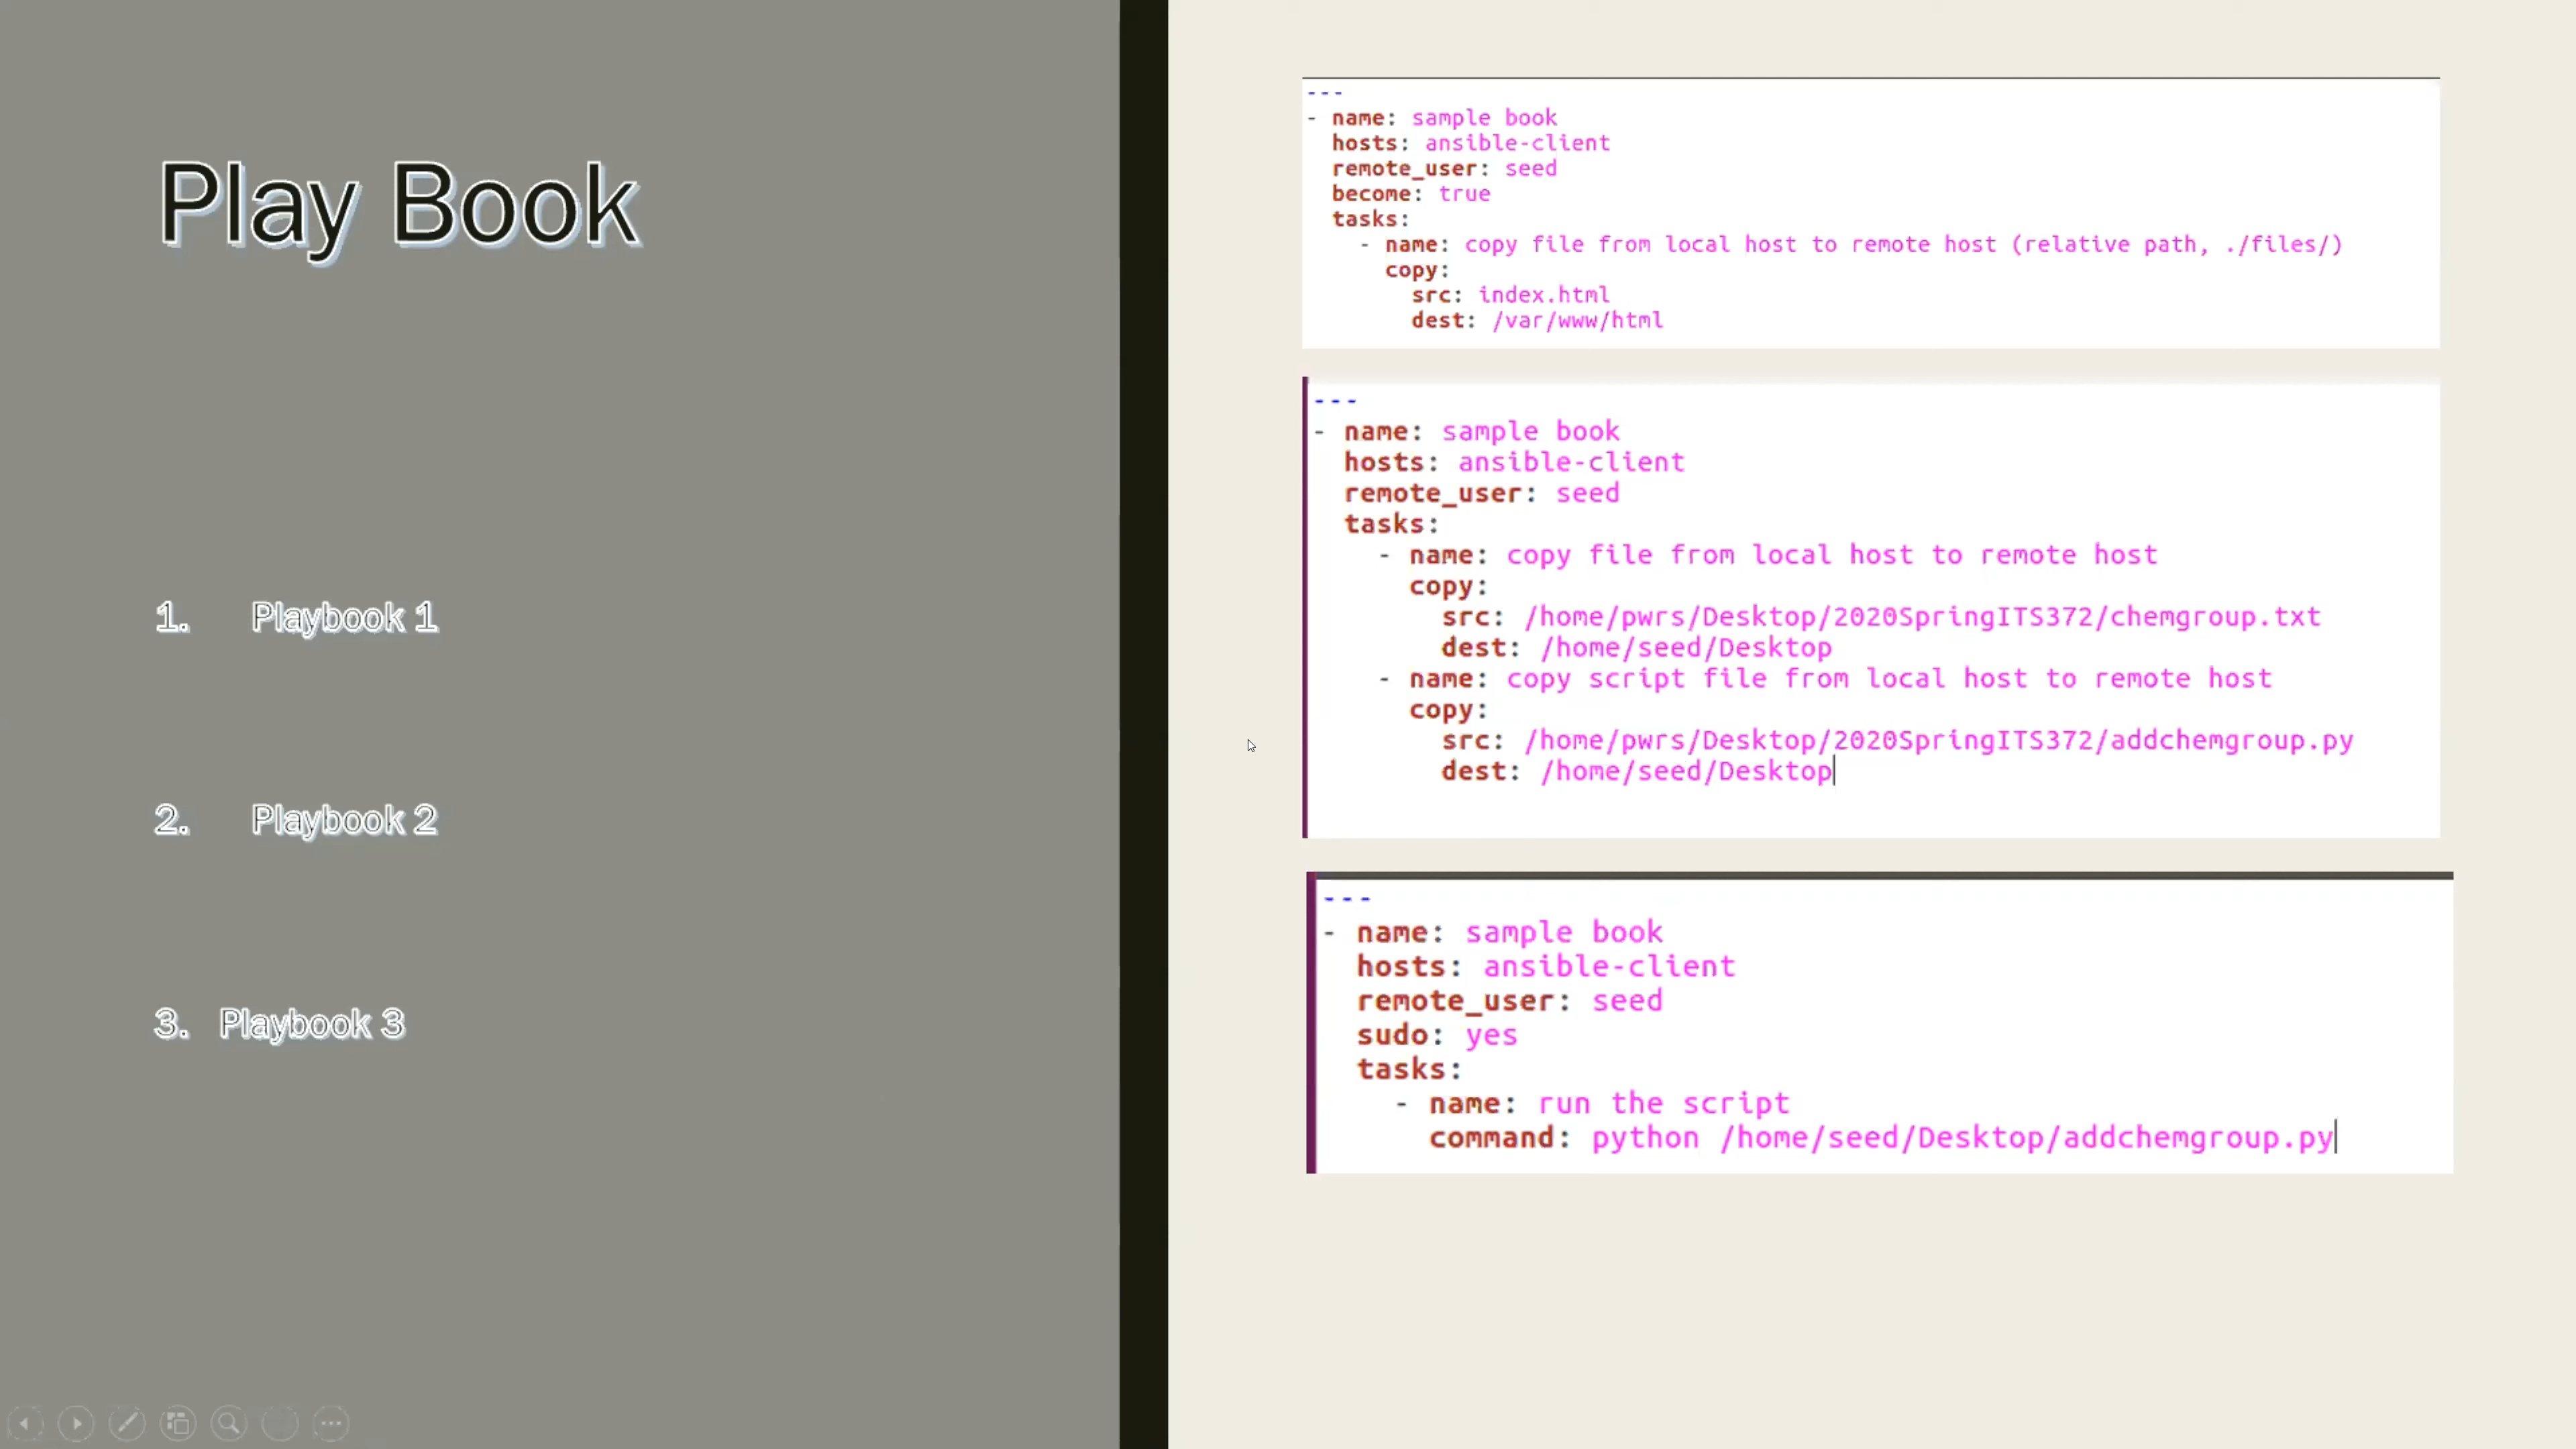 Play Book
1. Playbook 1
2. Playbook 2
3. Playbook 3
---
- name: sample book
  hosts: ansible-client
  remote_user: seed
  become: true
  tasks:
    - name: copy file from local host to remote host (relative path, ./files/)
      copy:
        src: index.html
        dest: /var/www/html
---
- name: sample book
  hosts: ansible-client
  remote_user: seed
  tasks:
    - name: copy file from local host to remote host
      copy:
        src: /home/pwrs/Desktop/2020SpringITS372/chemgroup.txt
        dest: /home/seed/Desktop
    - name: copy script file from local host to remote host
      copy:
        src: /home/pwrs/Desktop/2020SpringITS372/addchemgroup.py
        dest: /home/seed/Desktop
---
- name: sample book
  hosts: ansible-client
  remote_user: seed
  sudo: yes
  tasks:
    - name: run the script
      command: python /home/seed/Desktop/addchemgroup.py